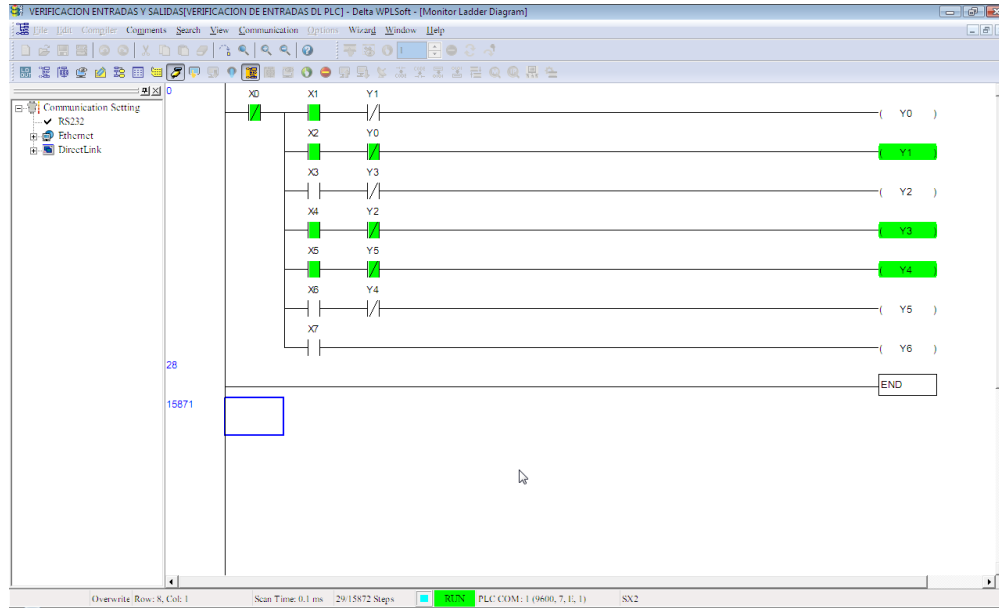 VERIFICACION ENTRADAS Y SALIDAS[VERIFICACION DE ENTRADAS DL PLC] - Delta WPLSoft - [Monitor Ladder Diagram]
File Edit Compiler Comments Search View Communication Options Wizard Window Help
1
0
Communication Setting
RS232
Ethernet
DirectLink
X0 X1 Y1
Y0
X2 Y0
Y1
X3 Y3
Y2
X4 Y2
Y3
X5 Y5
Y4
X6 Y4
Y5
X7
Y6
28
END
15871
Overwrite Row: 8, Col: 1 Scan Time: 0.1 ms 29/15872 Steps RUN PLC COM: 1 (9600, 7, E, 1) SX2